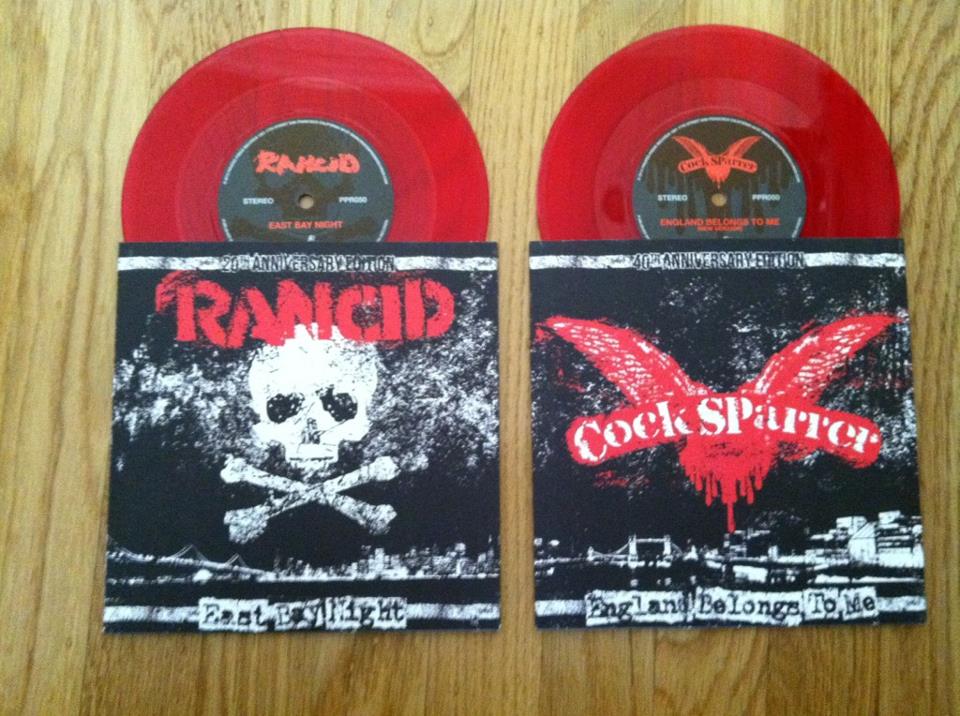 RANCID
STEREO PPR050
EAST BAY NIGHT
20TH ANNIVERSARY EDITION
RANCID
East Bay Night
Cock SParrer
STEREO PPR050
ENGLAND BELONGS TO ME
(NEW VERSION)
40TH ANNIVERSARY EDITION
Cock SParrer
England Belongs To Me